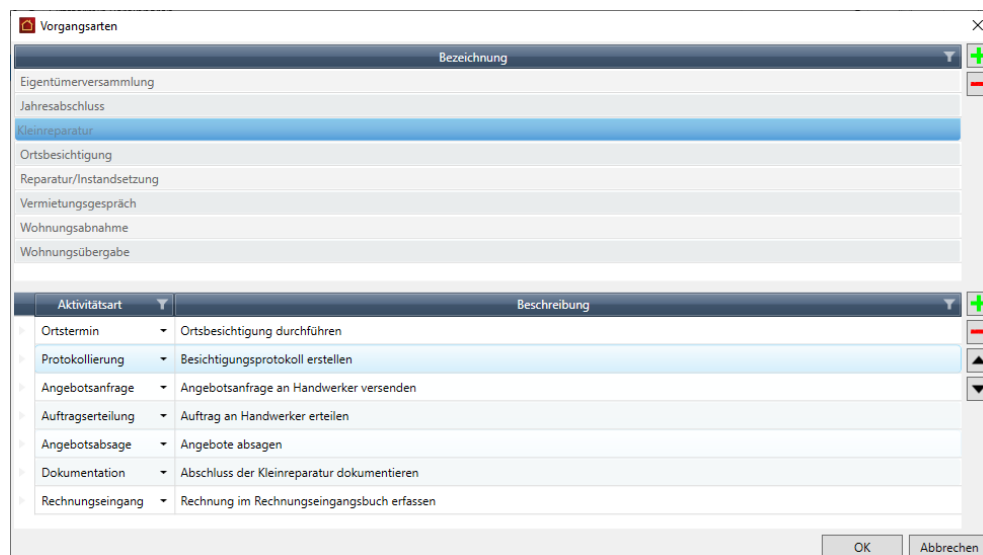 Vorgangsarten
Bezeichnung
Eigentümerversammlung
Jahresabschluss
Kleinreparatur
Ortsbesichtigung
Reparatur/Instandsetzung
Vermietungsgespräch
Wohnungsabnahme
Wohnungsübergabe
Aktivitätsart Beschreibung
Ortstermin Ortsbesichtigung durchführen
Protokollierung Besichtigungsprotokoll erstellen
Angebotsanfrage Angebotsanfrage an Handwerker versenden
Auftragserteilung Auftrag an Handwerker erteilen
Angebotsabsage Angebote absagen
Dokumentation Abschluss der Kleinreparatur dokumentieren
Rechnungseingang Rechnung im Rechnungseingangsbuch erfassen
OK Abbrechen